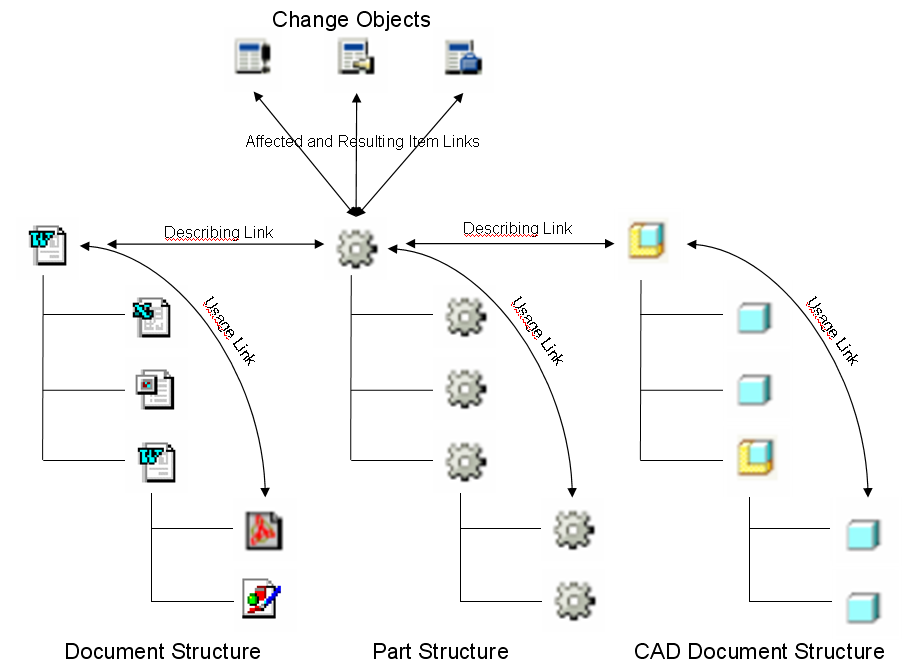 Change Objects
Affected and Resulting Item Links
Describing Link
Describing Link
Usage Link
Usage Link
Usage Link
Document Structure
Part Structure
CAD Document Structure